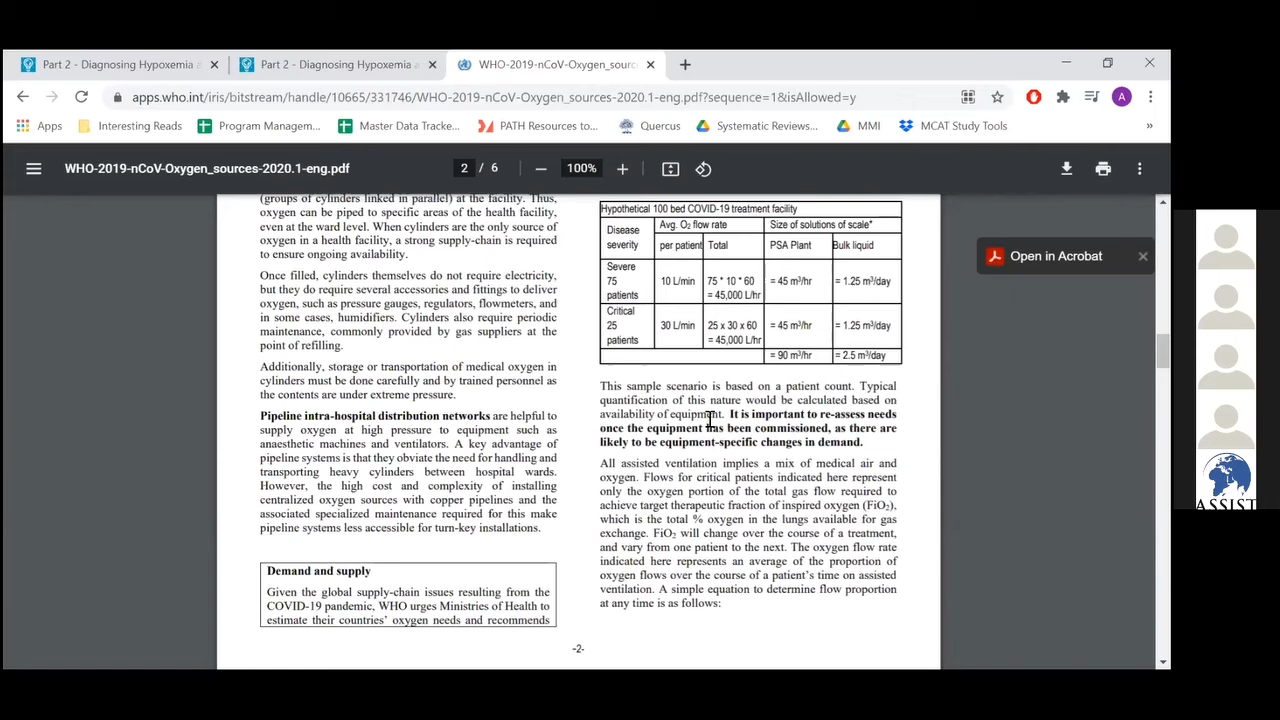 Part 2 - Diagnosing Hypoxemia a
Part 2 - Diagnosing Hypoxemia a
WHO-2019-nCoV-Oxygen_sourc
apps.who.int/iris/bitstream/handle/10665/331746/WHO-2019-nCoV-Oxygen_sources-2020.1-eng.pdf?sequence=1&isAllowed=y
A
Apps
Interesting Reads
Program Managem...
Master Data Tracke...
PATH Resources to...
Quercus
Systematic Reviews...
MMI
MCAT Study Tools
»
WHO-2019-nCoV-Oxygen_sources-2020.1-eng.pdf
2 / 6
100%
Open in Acrobat
(groups of cylinders linked in parallel) at the facility. Thus,
oxygen can be piped to specific areas of the health facility,
even at the ward level. When cylinders are the only source of
oxygen in a health facility, a strong supply-chain is required
to ensure ongoing availability.
Once filled, cylinders themselves do not require electricity,
but they do require several accessories and fittings to deliver
oxygen, such as pressure gauges, regulators, flowmeters, and
in some cases, humidifiers. Cylinders also require periodic
maintenance, commonly provided by gas suppliers at the
point of refilling.
Additionally, storage or transportation of medical oxygen in
cylinders must be done carefully and by trained personnel as
the contents are under extreme pressure.
Pipeline intra-hospital distribution networks are helpful to
supply oxygen at high pressure to equipment such as
anaesthetic machines and ventilators. A key advantage of
pipeline systems is that they obviate the need for handling and
transporting heavy cylinders between hospital wards.
However, the high cost and complexity of installing
centralized oxygen sources with copper pipelines and the
associated specialized maintenance required for this make
pipeline systems less accessible for turn-key installations.
Demand and supply
Given the global supply-chain issues resulting from the
COVID-19 pandemic, WHO urges Ministries of Health to
estimate their countries' oxygen needs and recommends
Hypothetical 100 bed COVID-19 treatment facility
Disease severity Avg. O₂ flow rate Size of solutions of scale*
per patient Total PSA Plant Bulk liquid
Severe
75 10 L/min 75 * 10 * 60 = 45 m³/hr = 1.25 m³/day
patients = 45,000 L/hr
Critical
25 30 L/min 25 x 30 x 60 = 45 m³/hr = 1.25 m³/day
patients = 45,000 L/hr
= 90 m³/hr = 2.5 m³/day
This sample scenario is based on a patient count. Typical
quantification of this nature would be calculated based on
availability of equipment. It is important to re-assess needs
once the equipment has been commissioned, as there are
likely to be equipment-specific changes in demand.
All assisted ventilation implies a mix of medical air and
oxygen. Flows for critical patients indicated here represent
only the oxygen portion of the total gas flow required to
achieve target therapeutic fraction of inspired oxygen (FiO₂),
which is the total % oxygen in the lungs available for gas
exchange. FiO₂ will change over the course of a treatment,
and vary from one patient to the next. The oxygen flow rate
indicated here represents an average of the proportion of
oxygen flows over the course of a patient's time on assisted
ventilation. A simple equation to determine flow proportion
at any time is as follows:
-2-
ASSIST